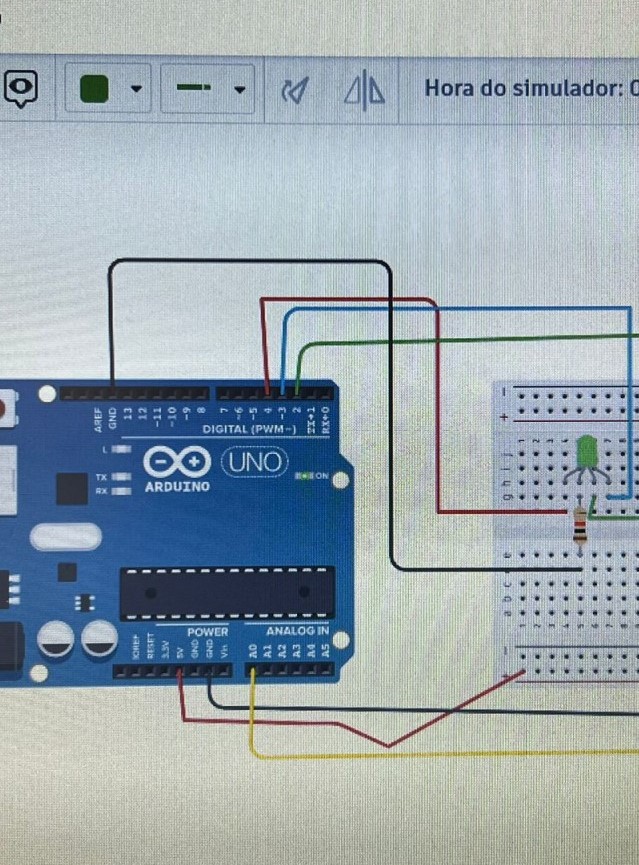 Hora do simulador: 0
AREF
GND
13
12
~11
~10
~9
8
7
~6
~5
4
~3
2
TX→1
RX←0
DIGITAL (PWM~)
L
TX
RX
UNO
ON
ARDUINO
POWER
ANALOG IN
IOREF
RESET
3.3V
5V
GND
GND
Vin
A0
A1
A2
A3
A4
A5